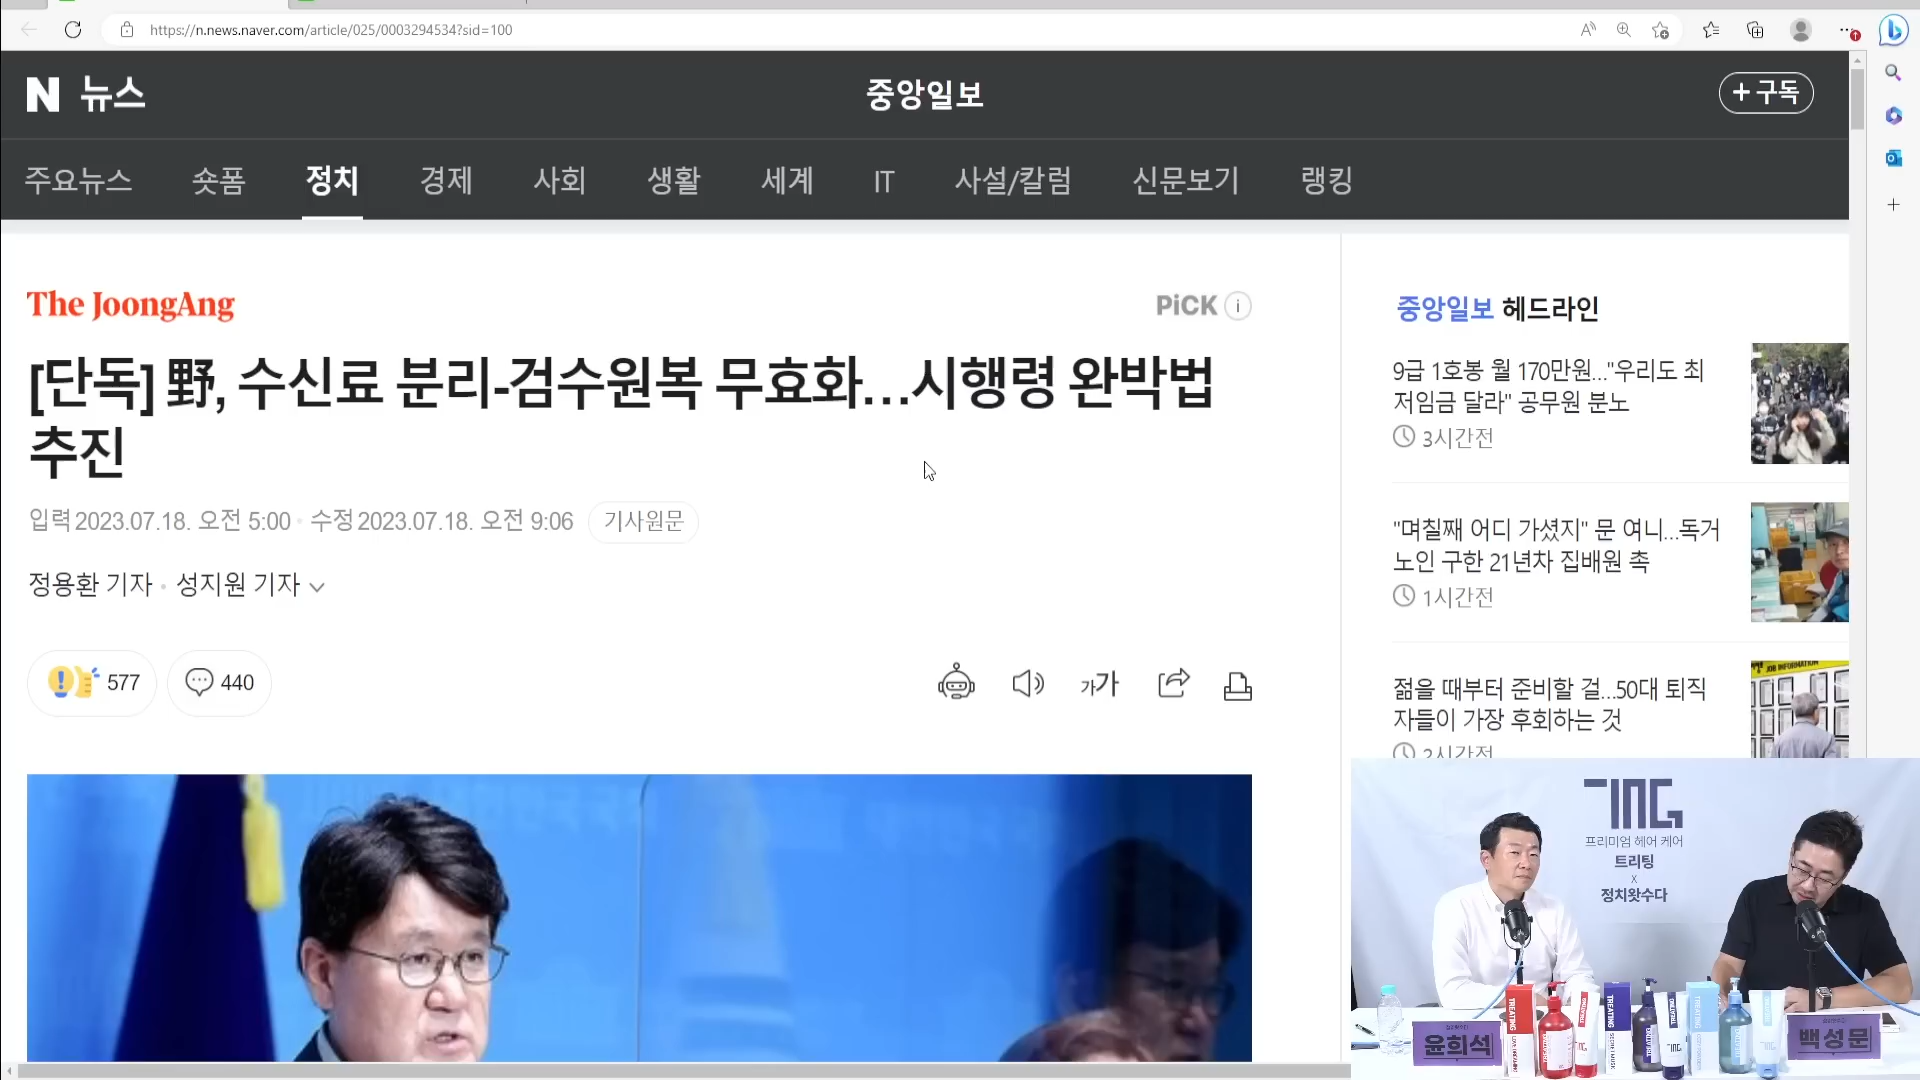 https://n.news.naver.com/article/025/0003294534?sid=100
N 뉴스
중앙일보
+ 구독
주요뉴스 숏폼 정치 경제 사회 생활 세계 IT 사설/칼럼 신문보기 랭킹
The JoongAng
PiCK
[단독] 野, 수신료 분리-검수원복 무효화...시행령 완박법
추진
입력 2023.07.18. 오전 5:00 · 수정 2023.07.18. 오전 9:06 기사원문
정용환 기자 · 성지원 기자
577 440
가가
중앙일보 헤드라인
9급 1호봉 월 170만원..."우리도 최
저임금 달라" 공무원 분노
3시간전
"며칠째 어디 가셨지" 문 여니...독거
노인 구한 21년차 집배원 촉
1시간전
젊을 때부터 준비할 걸...50대 퇴직
자들이 가장 후회하는 것
2시간전
JOB INFORMATION
TING
프리미엄 헤어 케어
트리팅
X
정치왓수다
TREATING
TREATING
TREATING
윤희석
백성문